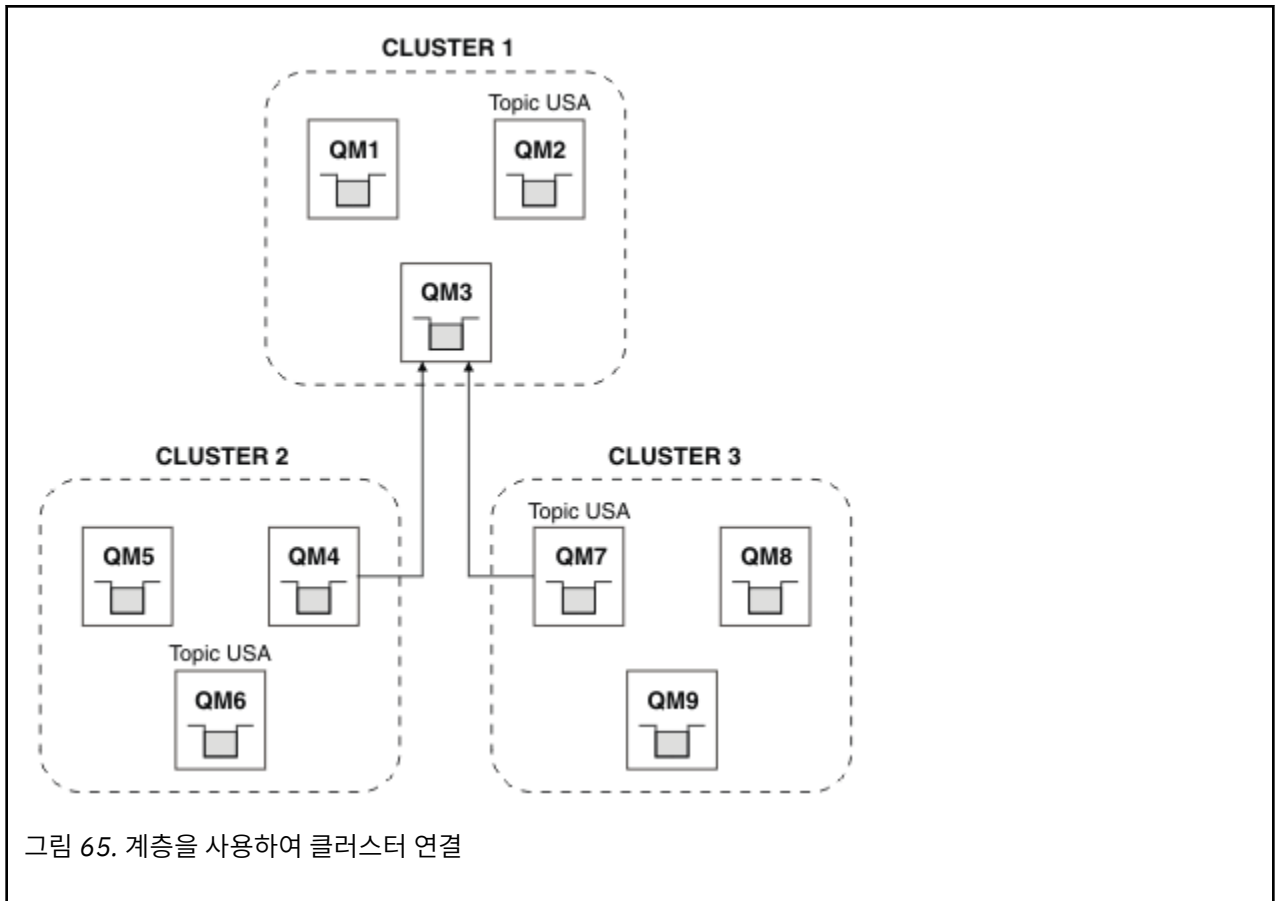 CLUSTER 1
Topic USA
QM1
QM2
QM3
CLUSTER 2
CLUSTER 3
Topic USA
QM5
QM4
QM7
QM8
Topic USA
QM6
QM9
그림 65. 계층을 사용하여 클러스터 연결